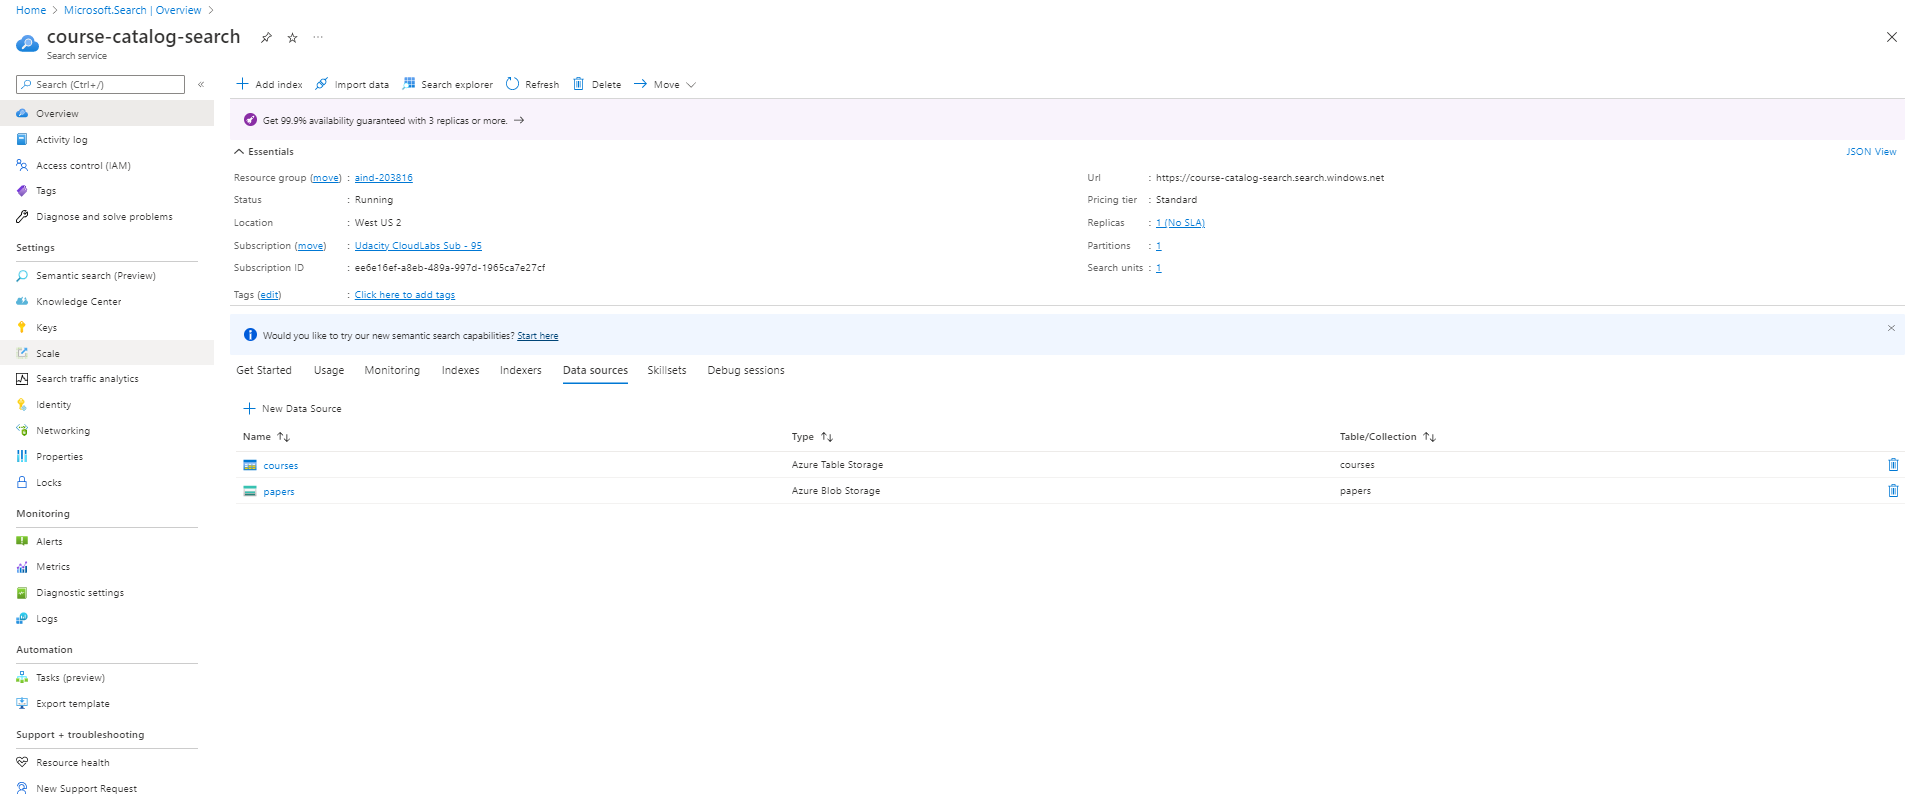 Home > Microsoft.Search | Overview >
course-catalog-search
Search service
Search (Ctrl+/)
«
Overview
Activity log
Access control (IAM)
Tags
Diagnose and solve problems
Settings
Semantic search (Preview)
Knowledge Center
Keys
Scale
Search traffic analytics
Identity
Networking
Properties
Locks
Monitoring
Alerts
Metrics
Diagnostic settings
Logs
Automation
Tasks (preview)
Export template
Support + troubleshooting
Resource health
New Support Request
Add index Import data Search explorer Refresh Delete Move
Get 99.9% availability guaranteed with 3 replicas or more. →
Essentials JSON View
Resource group (move) : aind-203816
Status : Running
Location : West US 2
Subscription (move) : Udacity CloudLabs Sub - 95
Subscription ID : ee6e16ef-a8eb-489a-997d-1965ca7e27cf
Tags (edit) : Click here to add tags
Url : https://course-catalog-search.search.windows.net
Pricing tier : Standard
Replicas : 1 (No SLA)
Partitions : 1
Search units : 1
Would you like to try our new semantic search capabilities? Start here
Get Started Usage Monitoring Indexes Indexers Data sources Skillsets Debug sessions
New Data Source
Name ↑↓ Type ↑↓ Table/Collection ↑↓
courses Azure Table Storage courses
papers Azure Blob Storage papers